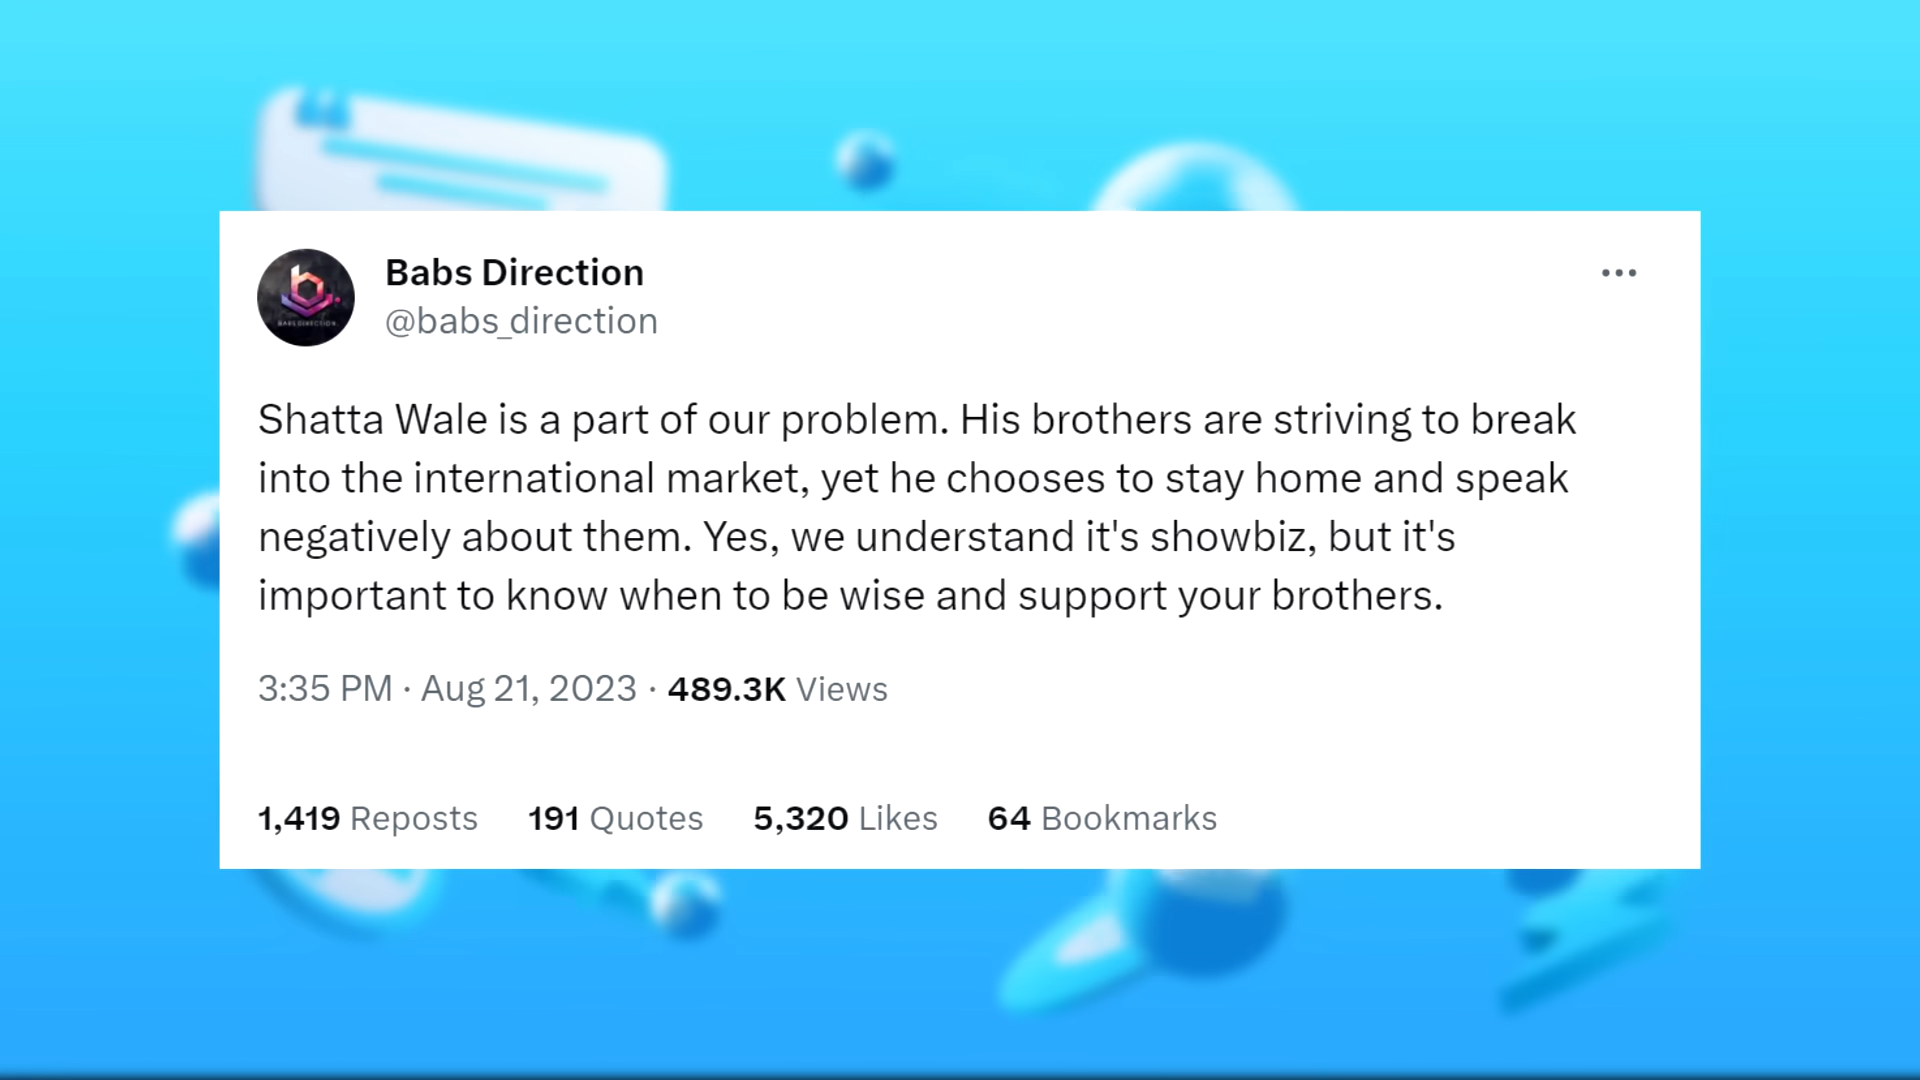 Babs Direction
@babs_direction
Shatta Wale is a part of our problem. His brothers are striving to break
into the international market, yet he chooses to stay home and speak
negatively about them. Yes, we understand it's showbiz, but it's
important to know when to be wise and support your brothers.
3:35 PM · Aug 21, 2023 · 489.3K Views
1,419 Reposts 191 Quotes 5,320 Likes 64 Bookmarks